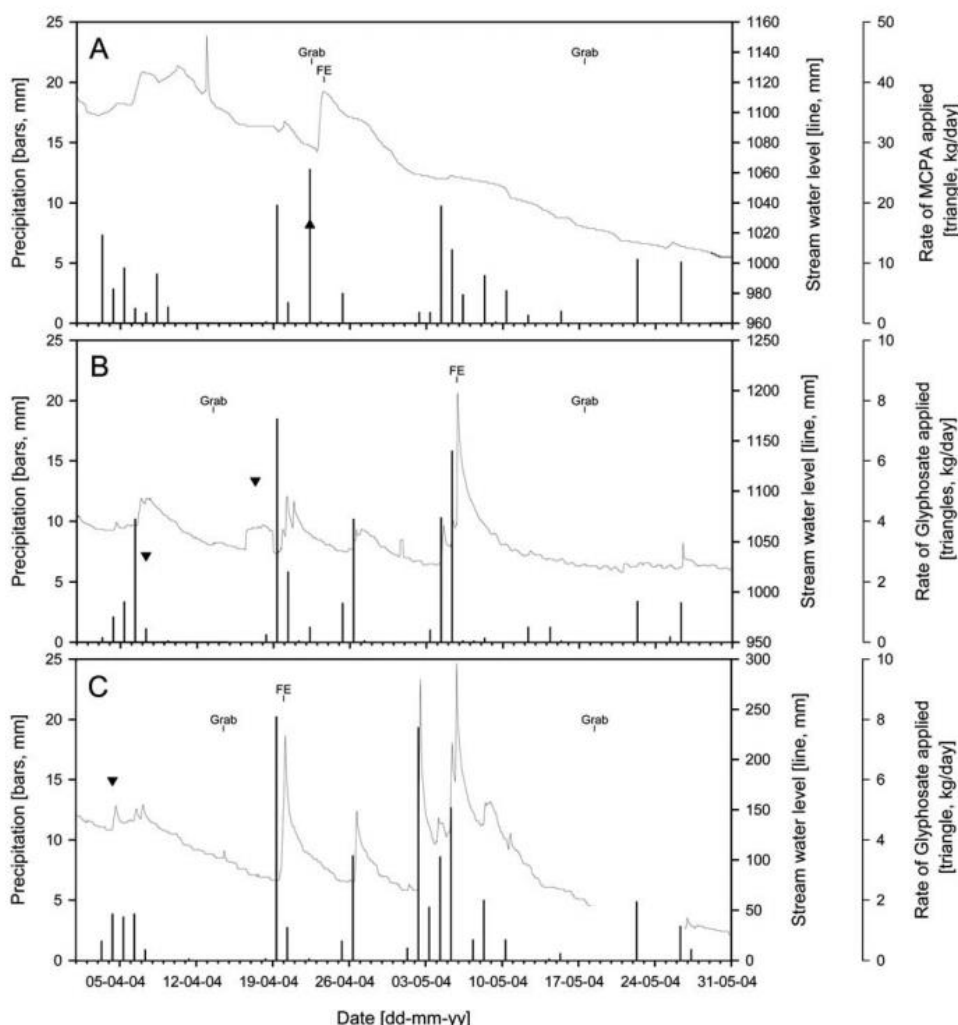 A
Grab
FE
Grab
25
20
15
10
5
0
Precipitation [bars, mm]
1160
1140
1120
1100
1080
1060
1040
1020
1000
980
960
Stream water level [line, mm]
50
40
30
20
10
0
Rate of MCPA applied
[triangle, kg/day]
B
Grab
FE
Grab
25
20
15
10
5
0
Precipitation [bars, mm]
1250
1200
1150
1100
1050
1000
950
Stream water level [line, mm]
10
8
6
4
2
0
Rate of Glyphosate applied
[triangles, kg/day]
C
Grab
FE
Grab
25
20
15
10
5
0
Precipitation [bars, mm]
300
250
200
150
100
50
0
Stream water level [line, mm]
10
8
6
4
2
0
Rate of Glyphosate applied
[triangle, kg/day]
05-04-04 12-04-04 19-04-04 26-04-04 03-05-04 10-05-04 17-05-04 24-05-04 31-05-04
Date [dd-mm-yy]